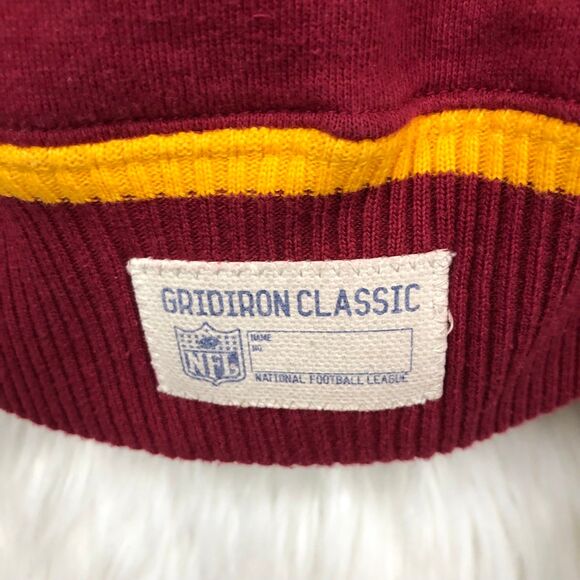 GRIDIRON CLASSIC
NFL
NAME
NO.
NATIONAL FOOTBALL LEAGUE